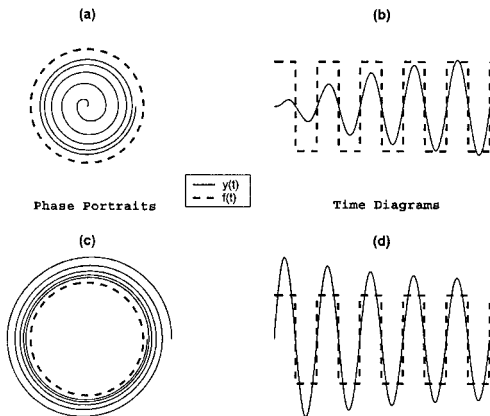 (a)
(b)
y(t)
f(t)
Phase Portraits
Time Diagrams
(c)
(d)